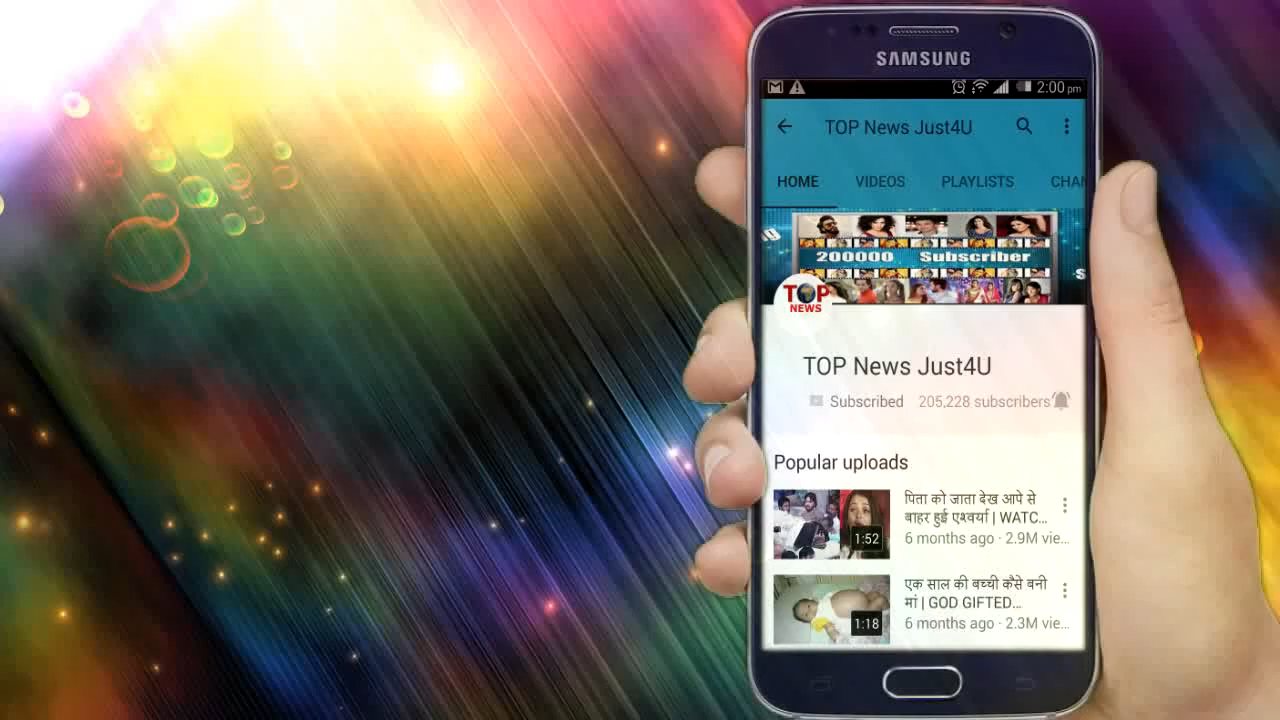 SAMSUNG
2:00 pm
TOP News Just4U
HOME VIDEOS PLAYLISTS CHAN
200000 Subscriber
TOP
NEWS
TOP News Just4U
Subscribed 205,228 subscribers
Popular uploads
पिता को जाता देख आपे से
बाहर हुई एश्वर्या | WATC...
1:52
6 months ago · 2.9M vie...
एक साल की बच्ची कैसे बनी
मां | GOD GIFTED...
1:18
6 months ago · 2.3M vie...